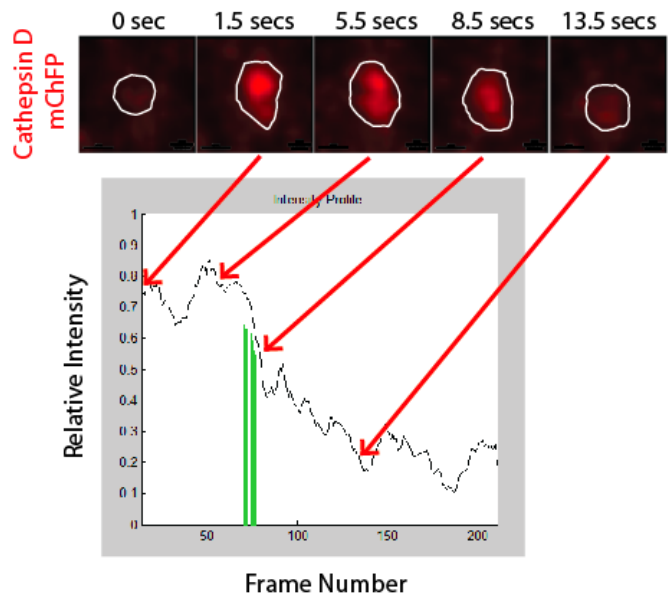 0 sec 1.5 secs 5.5 secs 8.5 secs 13.5 secs
Cathepsin D
mChFP
Intensity Profile
1
0.9
0.8
0.7
0.6
0.5
0.4
0.3
0.2
0.1
0
Relative Intensity
50 100 150 200
Frame Number